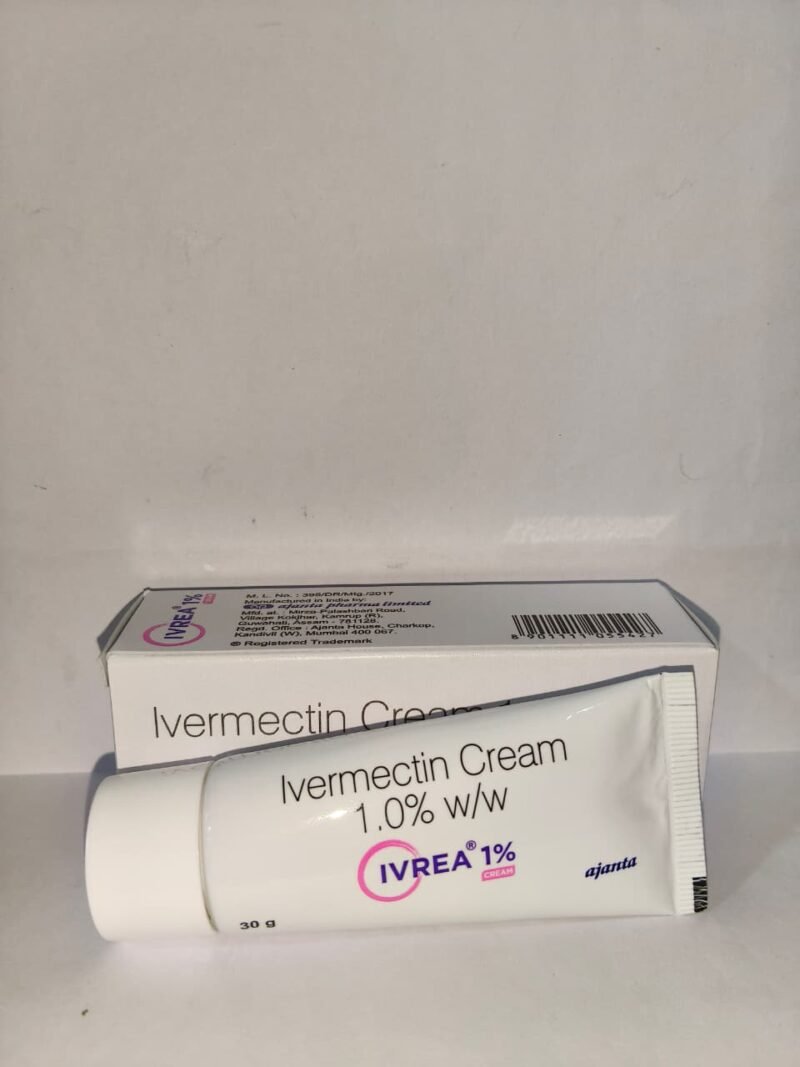 IVREA® 1%
CREAM
M. L. No. : 398/DR/Mfg./2017
Manufactured in India by:
ajanta pharma limited
Mfd. at : Mirza-Palashbari Road,
Village Kokjhar, Kamrup (R),
Guwahati, Assam - 781128.
Regd. Office : Ajanta House, Charkop,
Kandivli (W), Mumbai 400 067.
® Registered Trademark
Ivermectin Cream
Ivermectin Cream
1.0% w/w
IVREA® 1%
CREAM
ajanta
30 g